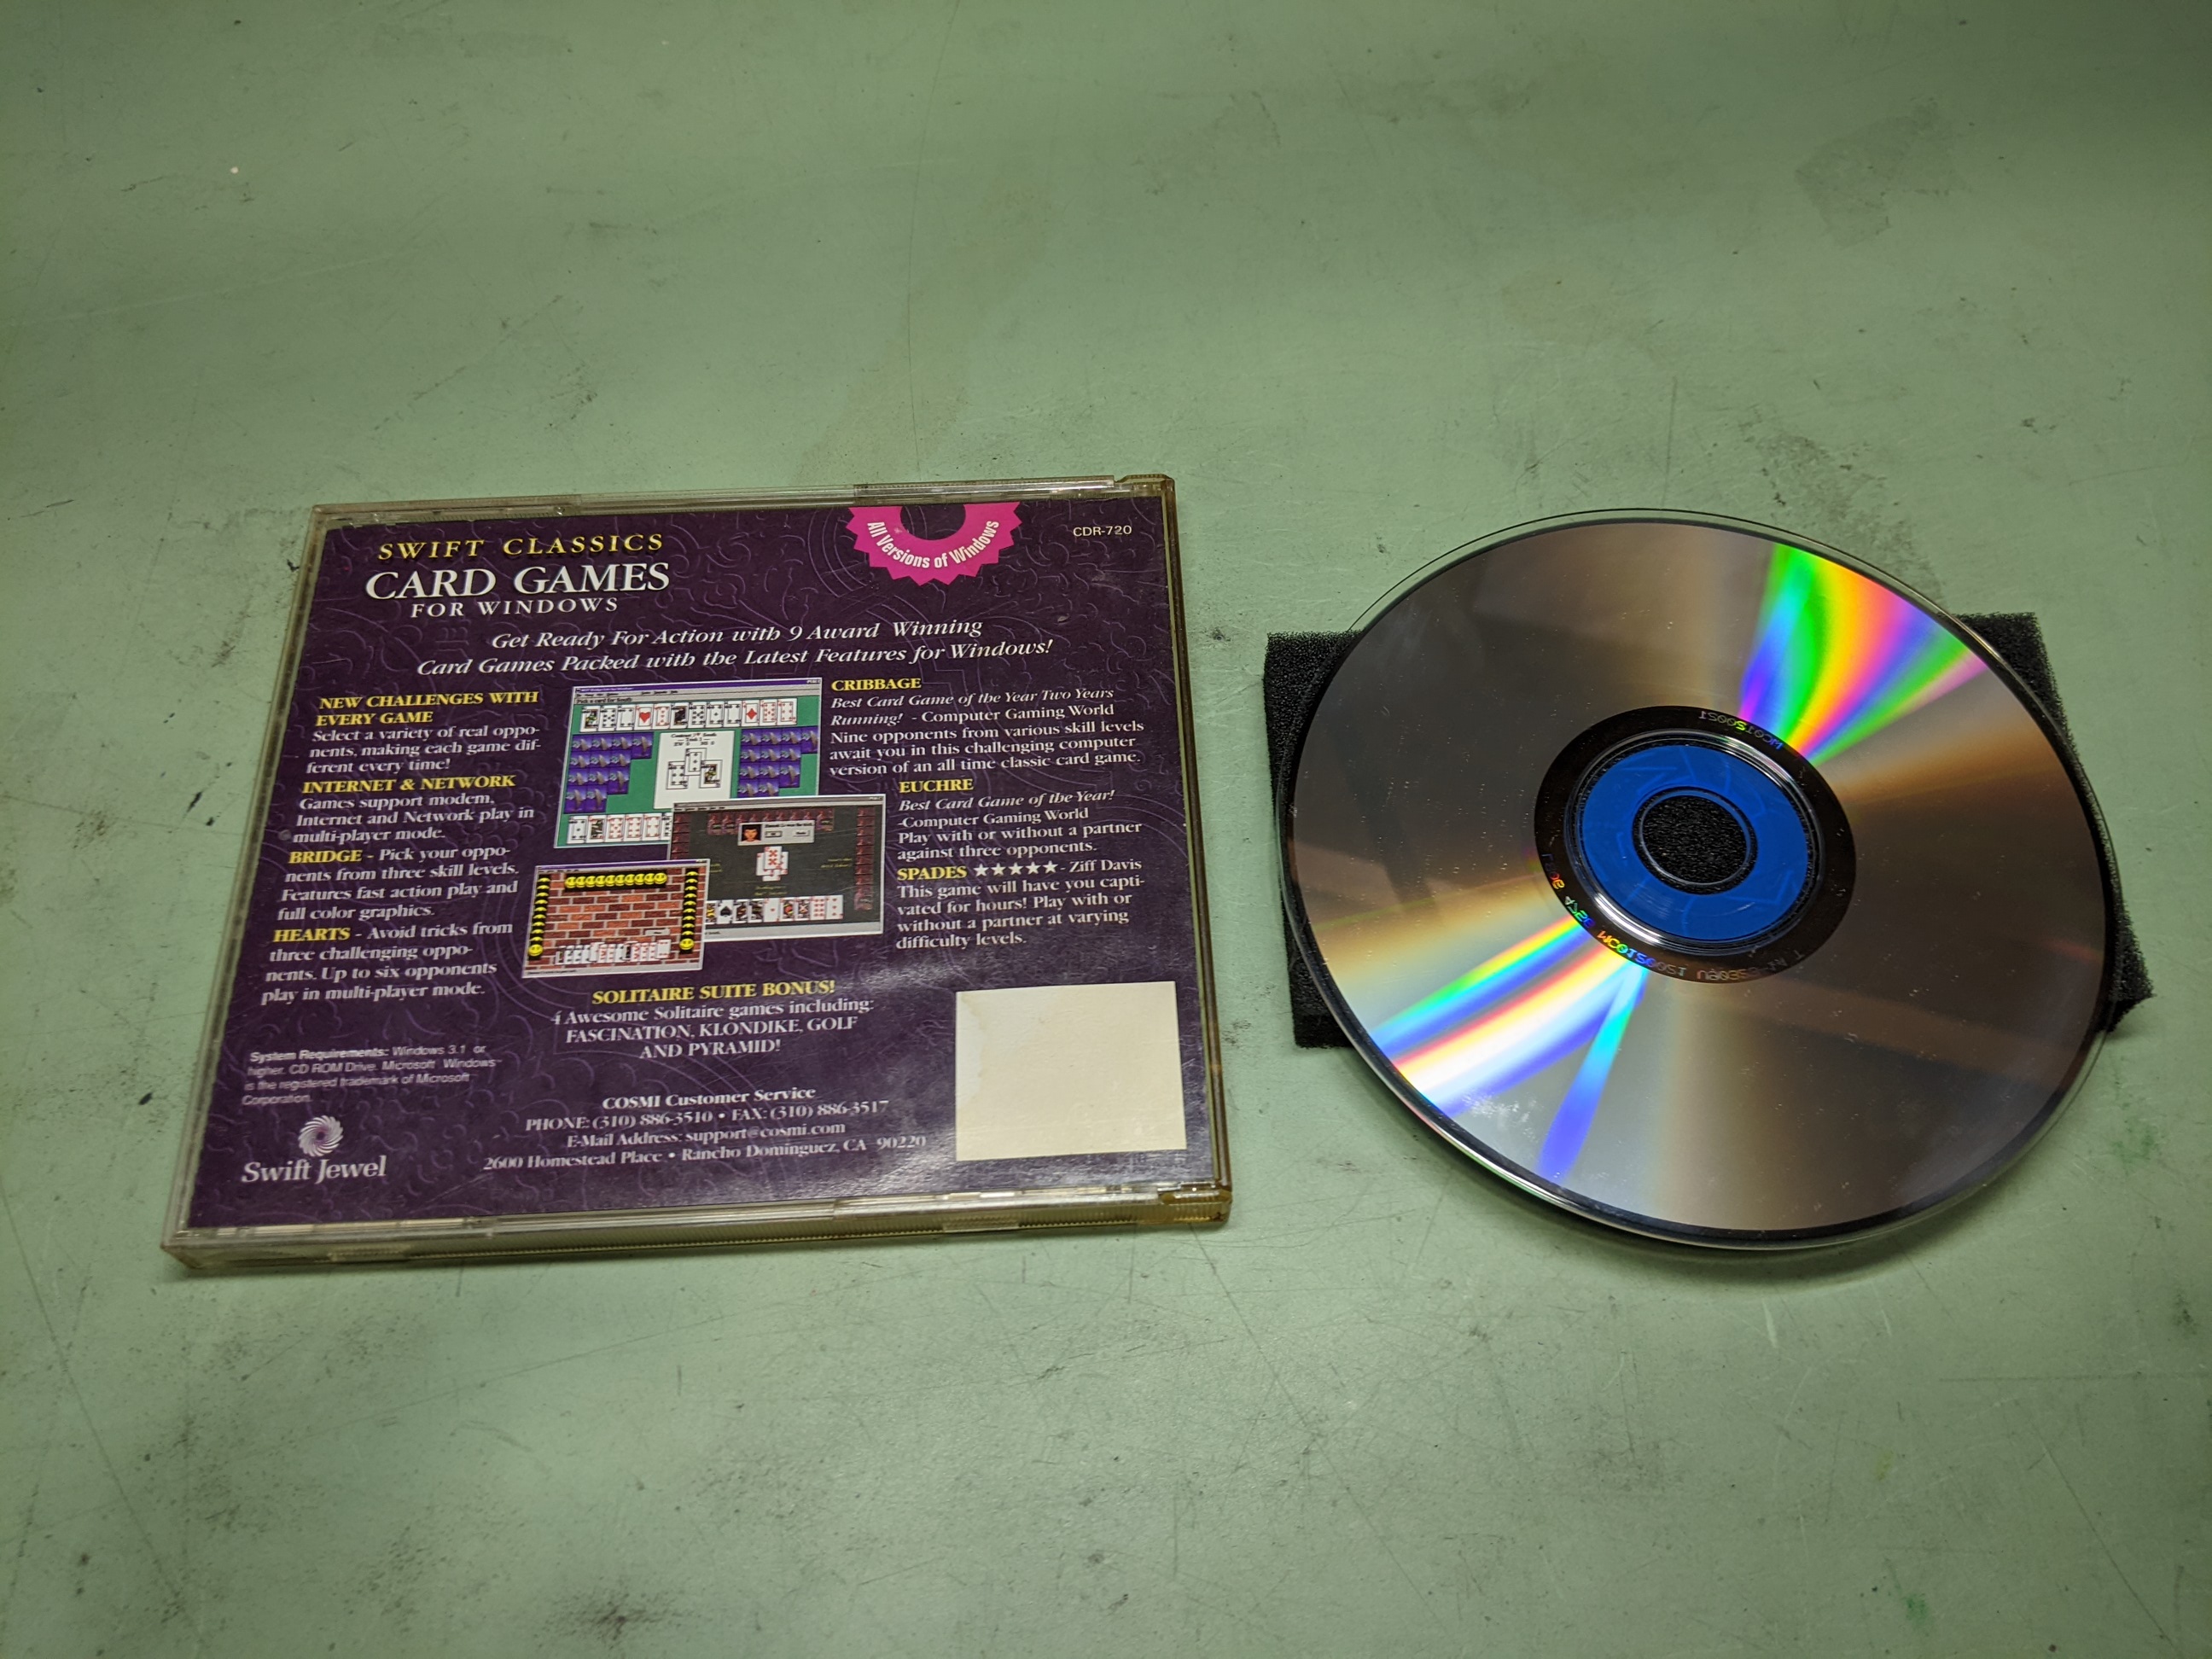 SWIFT CLASSICS
CARD GAMES
FOR WINDOWS
All Versions of Windows
CDR-720
Get Ready For Action with 9 Award Winning
Card Games Packed with the Latest Features for Windows!
NEW CHALLENGES WITH
EVERY GAME
Select a variety of real oppo-
nents, making each game dif-
ferent every time!
INTERNET & NETWORK
Games support modem,
Internet and Network play in
multi-player mode.
BRIDGE - Pick your oppo-
nents from three skill levels.
Features fast action play and
full color graphics.
HEARTS - Avoid tricks from
three challenging oppo-
nents. Up to six opponents
play in multi-player mode.
CRIBBAGE
Best Card Game of the Year Two Years
Running! - Computer Gaming World
Nine opponents from various skill levels
await you in this challenging computer
version of an all time classic card game.
EUCHRE
Best Card Game of the Year!
-Computer Gaming World
Play with or without a partner
against three opponents.
SPADES ★★★★★- Ziff Davis
This game will have you capti-
vated for hours! Play with or
without a partner at varying
difficulty levels.
SOLITAIRE SUITE BONUS!
4 Awesome Solitaire games including:
FASCINATION, KLONDIKE, GOLF
AND PYRAMID!
System Requirements: Windows 3.1 or
higher. CD ROM Drive. Microsoft Windows
is the registered trademark of Microsoft
Corporation.
Swift Jewel
COSMI Customer Service
PHONE: (310) 886-3510 • FAX: (310) 886-3517
E-Mail Address: support@cosmi.com
2600 Homestead Place • Rancho Dominguez, CA 90220